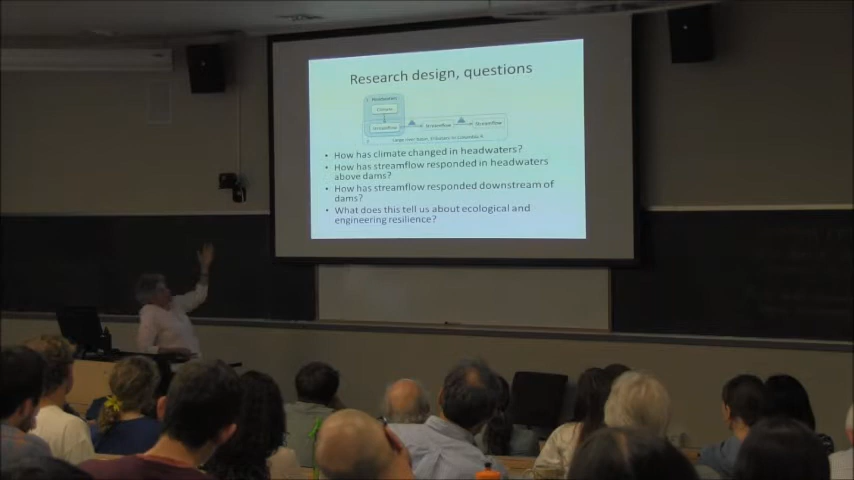 Research design, questions
Headwaters
Climate
Streamflow
Streamflow
Streamflow
• How has climate changed in headwaters?
• How has streamflow responded in headwaters
above dams?
• How has streamflow responded downstream of
dams?
• What does this tell us about ecological and
engineering resilience?